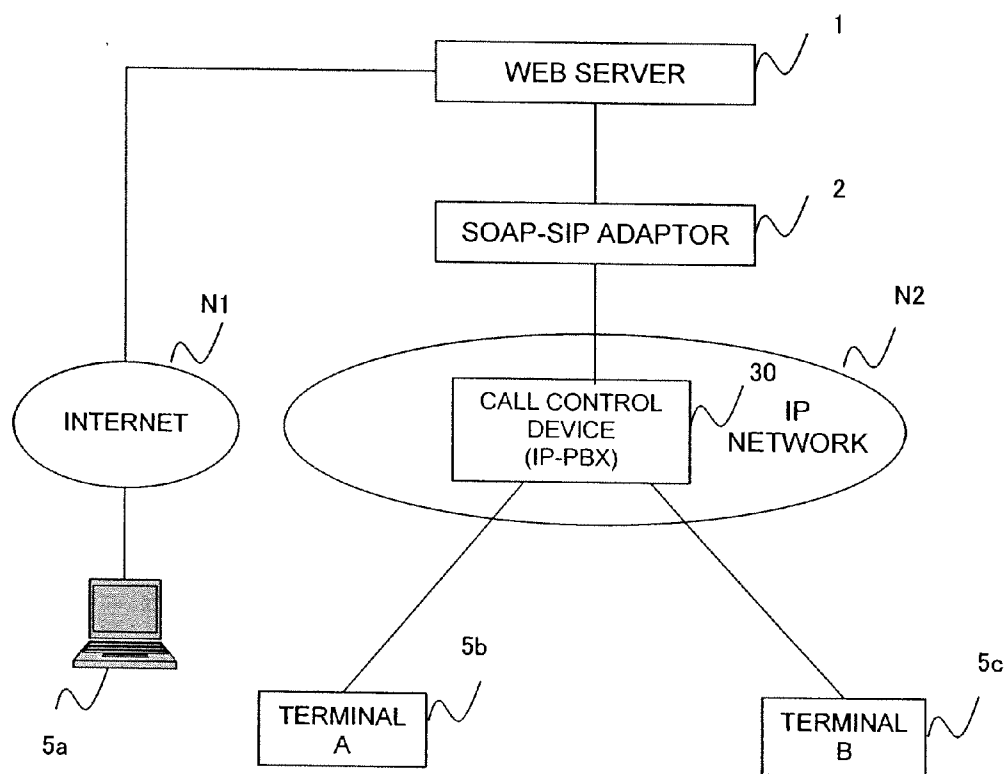 1
WEB SERVER
2
SOAP-SIP ADAPTOR
N1
N2
30
INTERNET
CALL CONTROL
DEVICE
(IP-PBX)
IP
NETWORK
5b
5c
5a
TERMINAL
A
TERMINAL
B